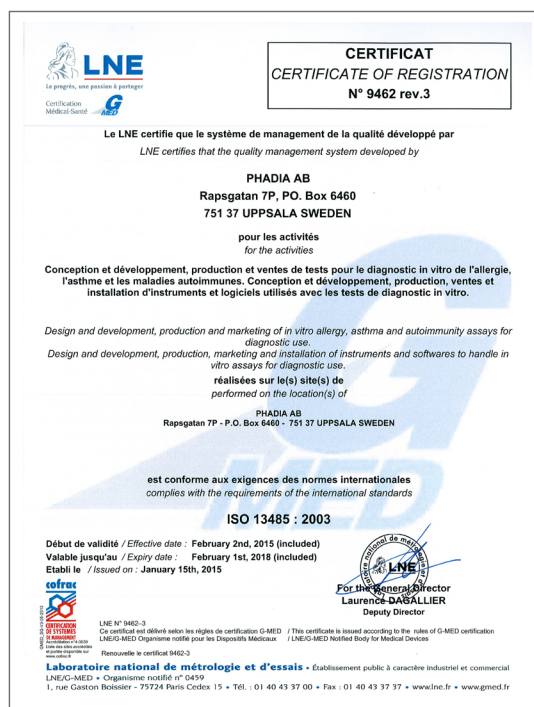 LNE
Le progrès, une passion à partager
Certification
Médical-Santé
G
MED
CERTIFICAT
CERTIFICATE OF REGISTRATION
N° 9462 rev.3
Le LNE certifie que le système de management de la qualité développé par
LNE certifies that the quality management system developed by
PHADIA AB
Rapsgatan 7P, PO. Box 6460
751 37 UPPSALA SWEDEN
pour les activités
for the activities
Conception et développement, production et ventes de tests pour le diagnostic in vitro de l'allergie,
l'asthme et les maladies autoimmunes. Conception et développement, production, ventes et
installation d'instruments et logiciels utilisés avec les tests de diagnostic in vitro.
Design and development, production and marketing of in vitro allergy, asthma and autoimmunity assays for
diagnostic use.
Design and development, production, marketing and installation of instruments and softwares to handle in
vitro assays for diagnostic use.
réalisées sur le(s) site(s) de
performed on the location(s) of
PHADIA AB
Rapsgatan 7P - P.O. Box 6460 - 751 37 UPPSALA SWEDEN
est conforme aux exigences des normes internationales
complies with the requirements of the international standards
ISO 13485 : 2003
Début de validité / Effective date : February 2nd, 2015 (included)
Valable jusqu'au / Expiry date : February 1st, 2018 (included)
Etabli le / Issued on : January 15th, 2015
LNE
For the General Director
Laurence DAGALLIER
Deputy Director
cofrac
CERTIFICATION
DE SYSTEMES
DE MANAGEMENT
Accréditation n°4-0038
Liste des sites accrédités
et portée disponible sur
www.cofrac.fr
LNE N° 9462–3
Ce certificat est délivré selon les règles de certification G-MED / This certificate is issued according to the rules of G-MED certification
LNE/G-MED Organisme notifié pour les Dispositifs Médicaux / LNE/G-MED Notified Body for Medical Devices
Renouvelle le certificat 9462-3
Laboratoire national de métrologie et d'essais • Établissement public à caractère industriel et commercial
LNE/G-MED • Organisme notifié n° 0459
1, rue Gaston Boissier - 75724 Paris Cedex 15 • Tél. : 01 40 43 37 00 • Fax : 01 40 43 37 37 • www.lne.fr • www.gmed.fr